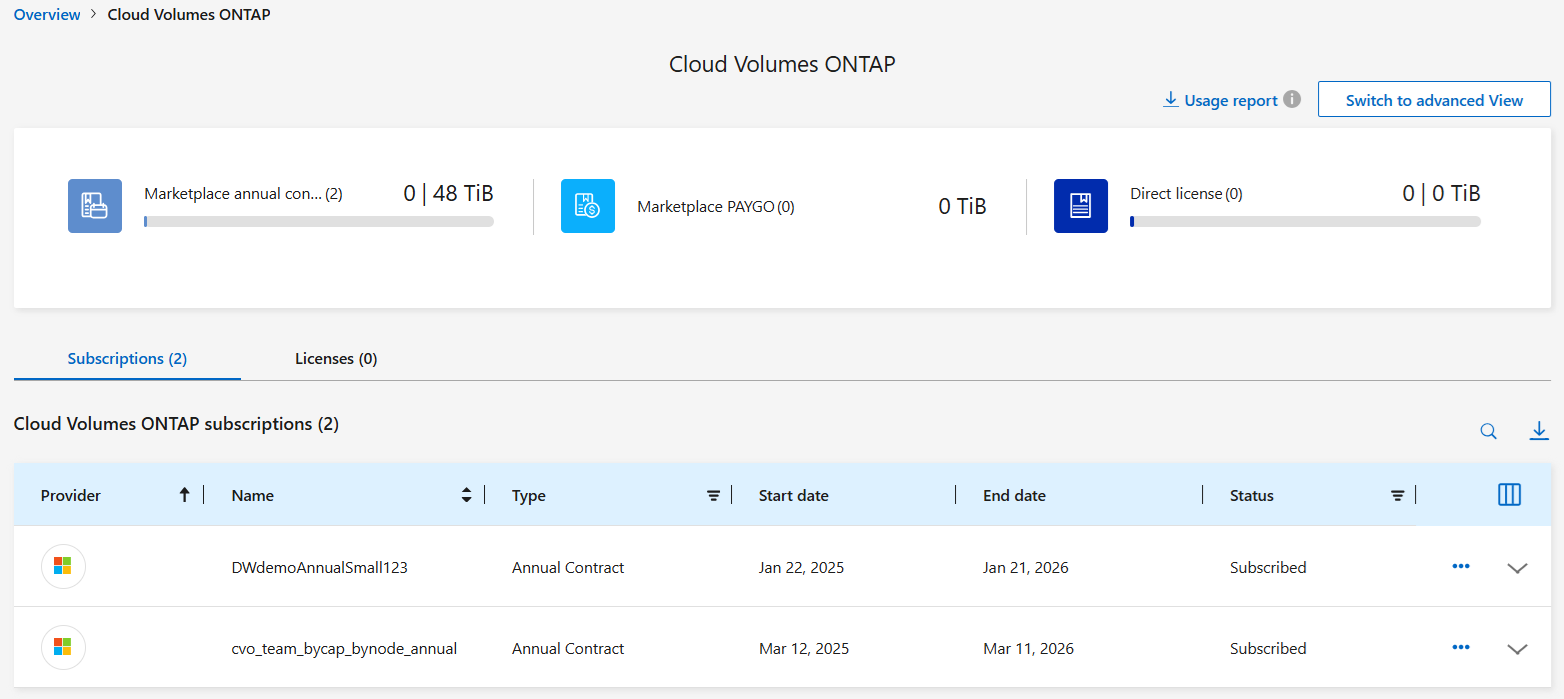 Overview > Cloud Volumes ONTAP
Cloud Volumes ONTAP
Usage report Switch to advanced View
Marketplace annual con... (2) 0 | 48 TiB Marketplace PAYGO (0) 0 TiB Direct license (0) 0 | 0 TiB
Subscriptions (2) Licenses (0)
Cloud Volumes ONTAP subscriptions (2)
Provider Name Type Start date End date Status
DWdemoAnnualSmall123 Annual Contract Jan 22, 2025 Jan 21, 2026 Subscribed
cvo_team_bycap_bynode_annual Annual Contract Mar 12, 2025 Mar 11, 2026 Subscribed